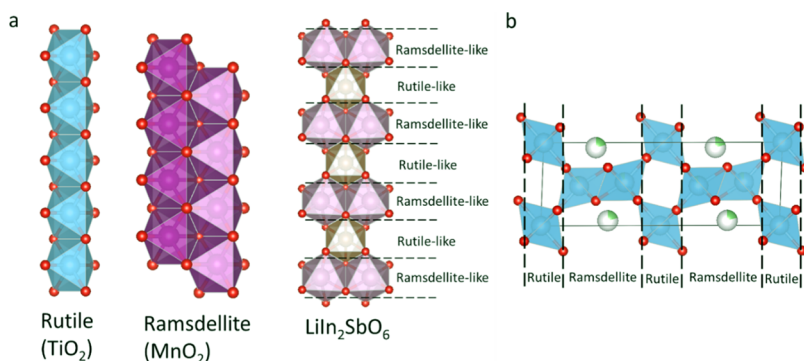 a
Ramsdellite-like
Rutile-like
Ramsdellite-like
Rutile-like
Ramsdellite-like
Rutile-like
Ramsdellite-like
Rutile
(TiO₂)
Ramsdellite
(MnO₂)
LiIn₂SbO₆
b
Rutile Ramsdellite Rutile Ramsdellite Rutile